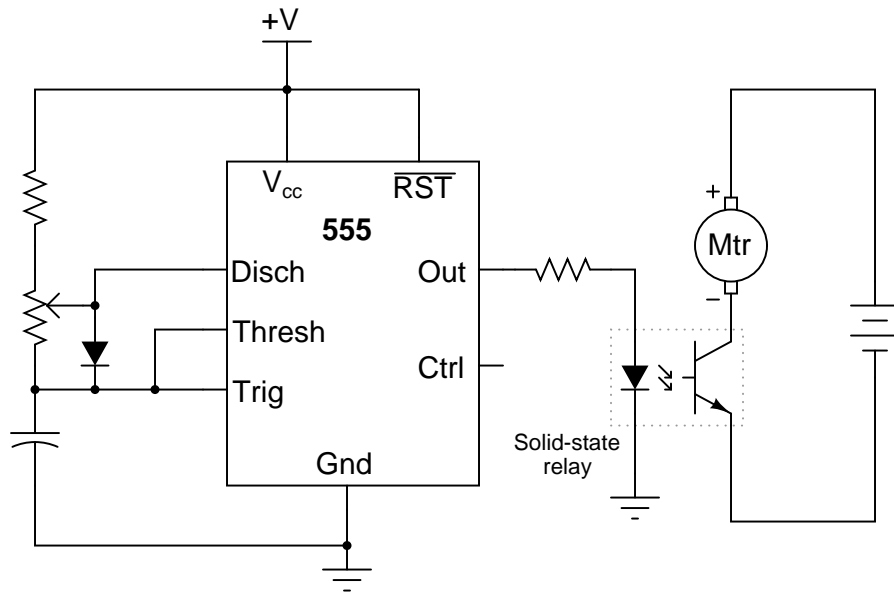 +V
Vcc
RST
555
Disch
Out
Thresh
Trig
Ctrl
Gnd
+
Mtr
−
Solid-state
relay